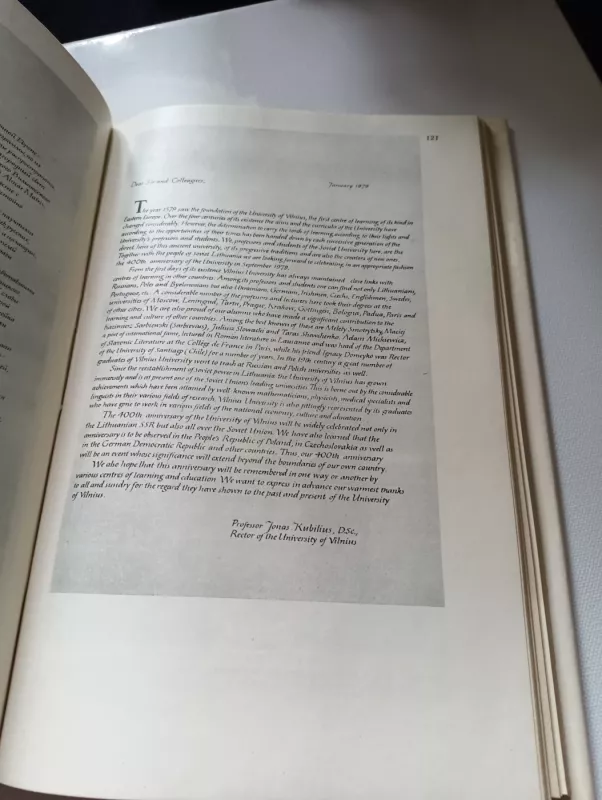 121
Dear Sir and Colleagues,
January 1979
The year 1579 saw the foundation of the University of Vilnius, the first centre of learning of its kind in
Eastern Europe. Over the four centuries of its existence the aims and the curricula of the University have
changed considerably. However, the determination to carry the torch of learning according to their lights and
according to the opportunities of their times has been handed down by each successive generation of the
University's professors and students. We, professors and students of the Soviet University here, are the
direct heirs of this ancient university, of its progressive traditions and are also the creators of new ones.
Together with the people of Soviet Lithuania we are looking forward to celebrating in an appropriate fashion
the 400th anniversary of the University in September 1979.
From the first days of its existence Vilnius University has always maintained close links with
centres of learning in other countries. Among its professors and students one can find not only Lithuanians,
Russians, Poles and Byelorussians but also Ukrainians, Germans, Irishmen, Czechs, Englishmen, Swedes,
Portuguese, etc. A considerable number of the professors and lecturers here took their degrees at the
universities of Moscow, Leningrad, Tartu, Prague, Kraków, Göttingen, Bologna, Padua, Paris and
of other cities. We are also proud of our alumni who have made a significant contribution to the
learning and culture of other countries. Among the best known of these are Melety Smotritsky, Maciej
Kazimierz Sarbiewski (Sarbievius), Juliusz Słowacki and Taras Shevchenko. Adam Mickiewicz,
a poet of international fame, lectured on Roman literature in Lausanne and was head of the Department
of Slavonic Literature at the Collège de France in Paris, while his friend Ignacy Domeyko was Rector
of the University of Santiago (Chile) for a number of years. In the 19th century a great number of
graduates of Vilnius University went to teach at Russian and Polish universities as well.
Since the reestablishment of soviet power in Lithuania the University of Vilnius has grown
immensely and is at present one of the Soviet Union's leading universities. This is borne out by the considerable
achievements which have been attained by well-known mathematicians, physicists, medical specialists and
linguists in their various fields of research. Vilnius University is also fittingly represented by its graduates
who have gone to work in various fields of the national economy, culture and education.
The 400th anniversary of the University of Vilnius will be widely celebrated not only in
the Lithuanian SSR but also all over the Soviet Union. We have also learned that the
anniversary is to be observed in the People's Republic of Poland, in Czechoslovakia as well as
in the German Democratic Republic and other countries. Thus, our 400th anniversary
will be an event whose significance will extend beyond the boundaries of our own country.
We also hope that this anniversary will be remembered in one way or another by
various centres of learning and education. We want to express in advance our warmest thanks
to all and sundry for the regard they have shown to the past and present of the University
of Vilnius.
Professor Jonas Kubilius, D.Sc.,
Rector of the University of Vilnius